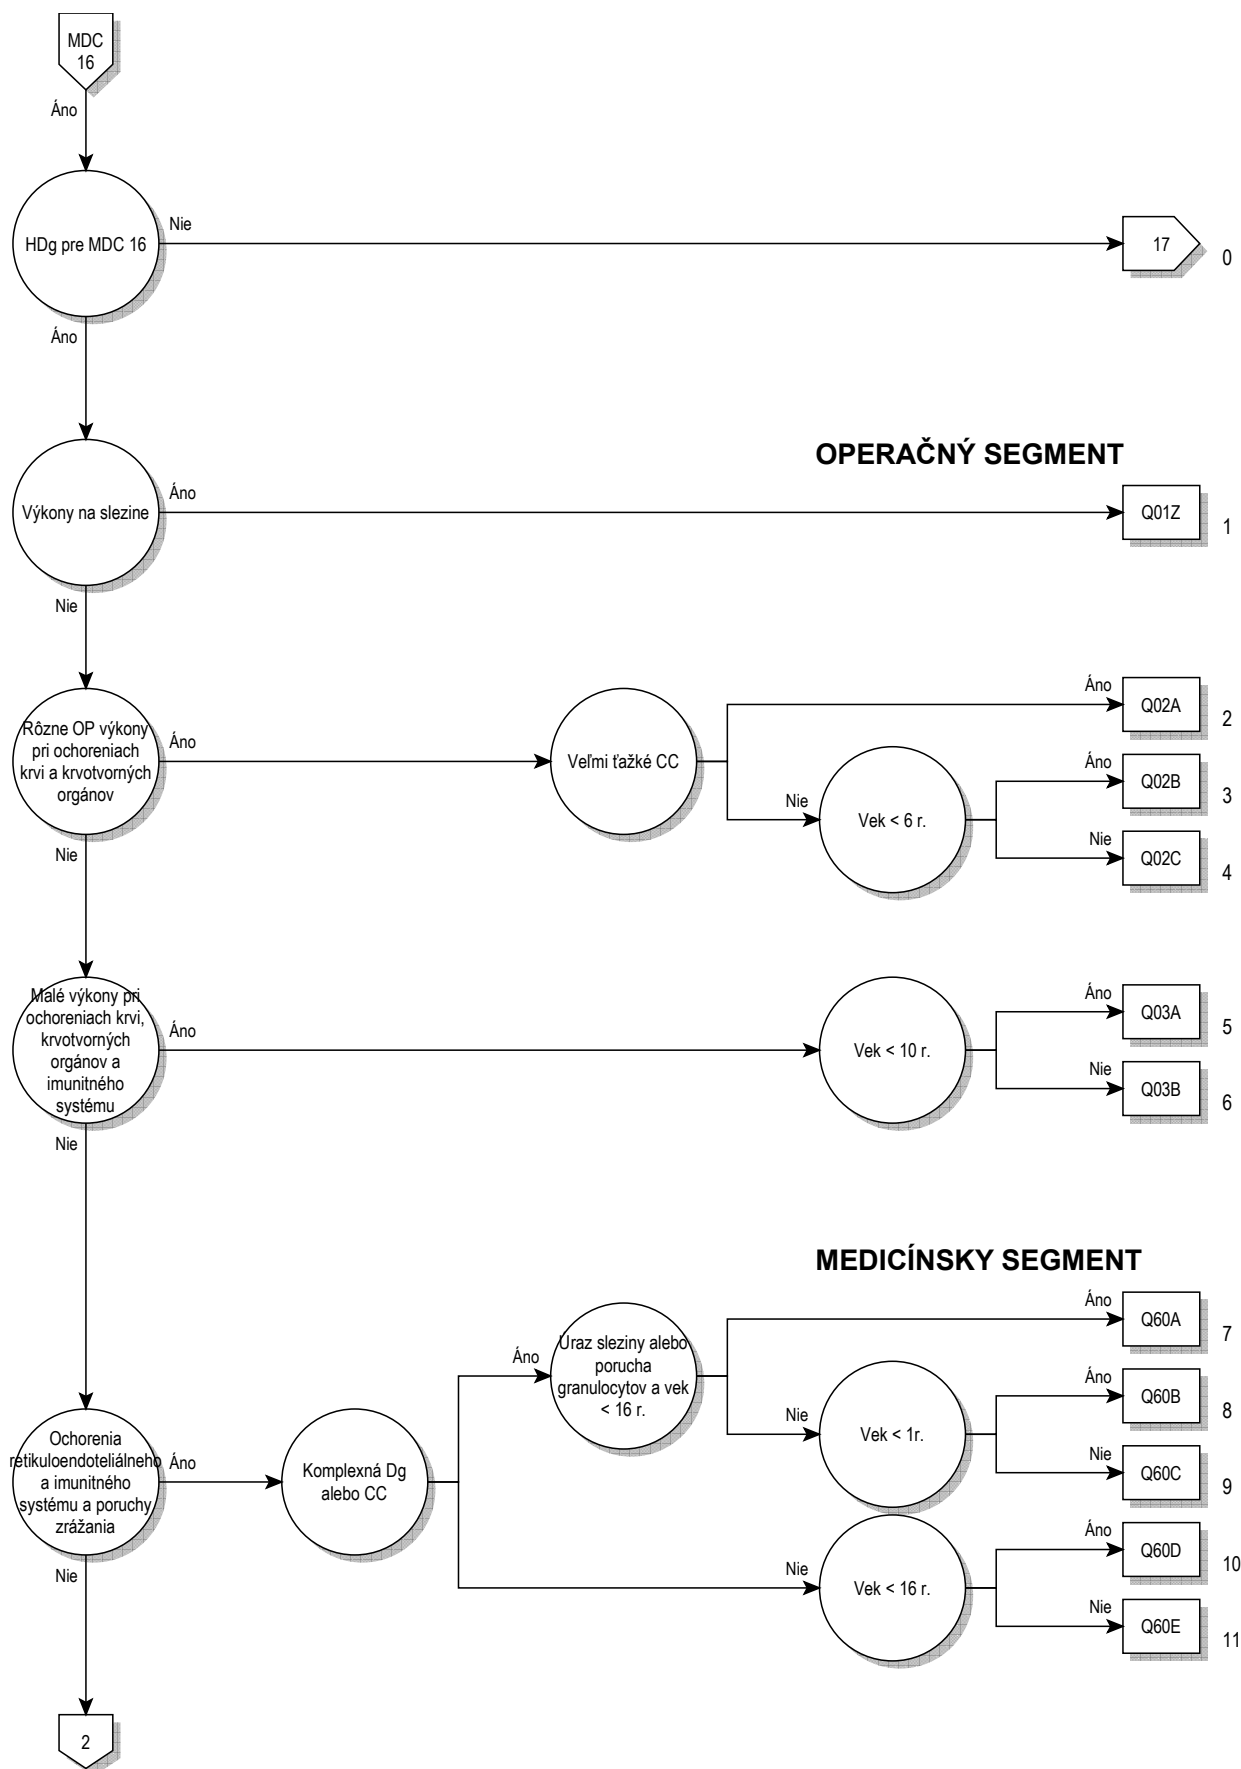 MDC
16
Áno
HDg pre MDC 16
Nie
17
0
Áno
OPERAČNÝ SEGMENT
Výkony na slezine
Áno
Q01Z
1
Nie
Rôzne OP výkony
pri ochoreniach
krvi a krvotvorných
orgánov
Áno
Veľmi ťažké CC
Áno
Q02A
2
Nie
Vek < 6 r.
Áno
Q02B
3
Nie
Q02C
4
Nie
Malé výkony pri
ochoreniach krvi,
krvotvorných
orgánov a
imunitného
systému
Áno
Vek < 10 r.
Áno
Q03A
5
Nie
Q03B
6
Nie
MEDICÍNSKY SEGMENT
Ochorenia
retikuloendoteliálneho
a imunitného
systému a poruchy
zrážania
Áno
Komplexná Dg
alebo CC
Áno
Uraz sleziny alebo
porucha
granulocytov a vek
< 16 r.
Áno
Q60A
7
Nie
Vek < 1r.
Áno
Q60B
8
Nie
Q60C
9
Nie
Vek < 16 r.
Áno
Q60D
10
Nie
Q60E
11
Nie
2